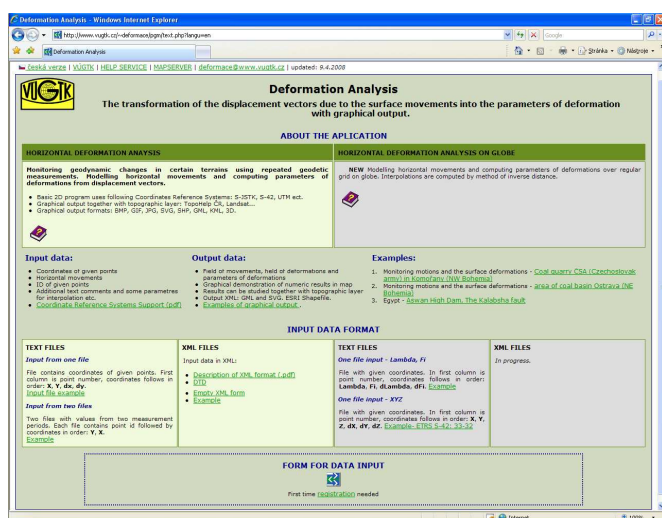 Deformation Analysis - Windows Internet Explorer
http://www.vugtk.cz/~deformace/pgm/text.php?langu=en
Google
Deformation Analysis
Stránka
Nástroje
Česká verze | VÚGTK | HELP SERVICE | MAPSERVER | deformace@www.vugtk.cz | updated: 9.4.2008
VÚGTK
Deformation Analysis
The transformation of the displacement vectors due to the surface movements into the parameters of deformation
with graphical output.
ABOUT THE APLICATION
HORIZONTAL DEFORMATION ANAYSIS
Monitoring geodynamic changes in certain terrains using repeated geodetic
measurements. Modelling horizontal movements and computing parameters of
deformations from displacement vectors.
• Basic 2D program uses following Coordinates Reference Systems: S-JSTK, S-42, UTM ect.
• Graphical output together with topographic layer: TopoHelp ČR, Landsat...
• Graphical output formats: BMP, GIF, JPG, SVG, SHP, GML, KML, 3D.
HORIZONTAL DEFORMATION ANALYSIS ON
GLOBE
NEW Modelling horizontal movements and computing parameters of deformations over regular
grid on globe. Interpolations are computed by method of inverse distance.
Input data:
• Coordinates of given points
• Horizontal movements
• ID of given points
• Additional text comments and some parametres
for interpolation etc.
• Coordinate Reference Systems Support (pdf)
Output data:
• Field of movements, field of deformations and
parameters of deformations
• Graphical demonstration of numeric results in map
• Results can be studied together with topographic layer
• Output XML: GML and SVG. ESRI Shapefile.
• Examples of graphical output .
Examples:
1. Monitoring motions and the surface deformations - Coal quarry CSA (Czechoslovak
army) in Komořany (NW Bohemia)
2. Monitoring motions and the surface deformations - area of coal basin Ostrava (NE
Bohemia)
3. Egypt - Aswan High Dam, The Kalabsha fault
INPUT DATA FORMAT
TEXT FILES
Input from one file
File contains coordinates of given points. First
column is point number, coordinates follows in
order: X, Y, dx, dy.
Input file example
Input from two files
Two files with values from two measurement
periods. Each file contains point id followed by
coordinates in order: Y, X.
Example
XML FILES
Input data in XML:
• Description of XML format (.pdf)
• DTD
• Empty XML form
• Example
TEXT FILES
One file input - Lambda, Fi
File with given coordinates. In first column is
point number, coordinates follows in order:
Lambda, Fi, dLambda, dFi. Example
One file input - XYZ
File with given coordinates. In first column is
point number, coordinates follows in order: X, Y,
Z, dX, dY, dZ. Example- ETRS S-42: 33-32
XML FILES
In progress.
FORM FOR DATA INPUT
First time registration needed
Internet
100%